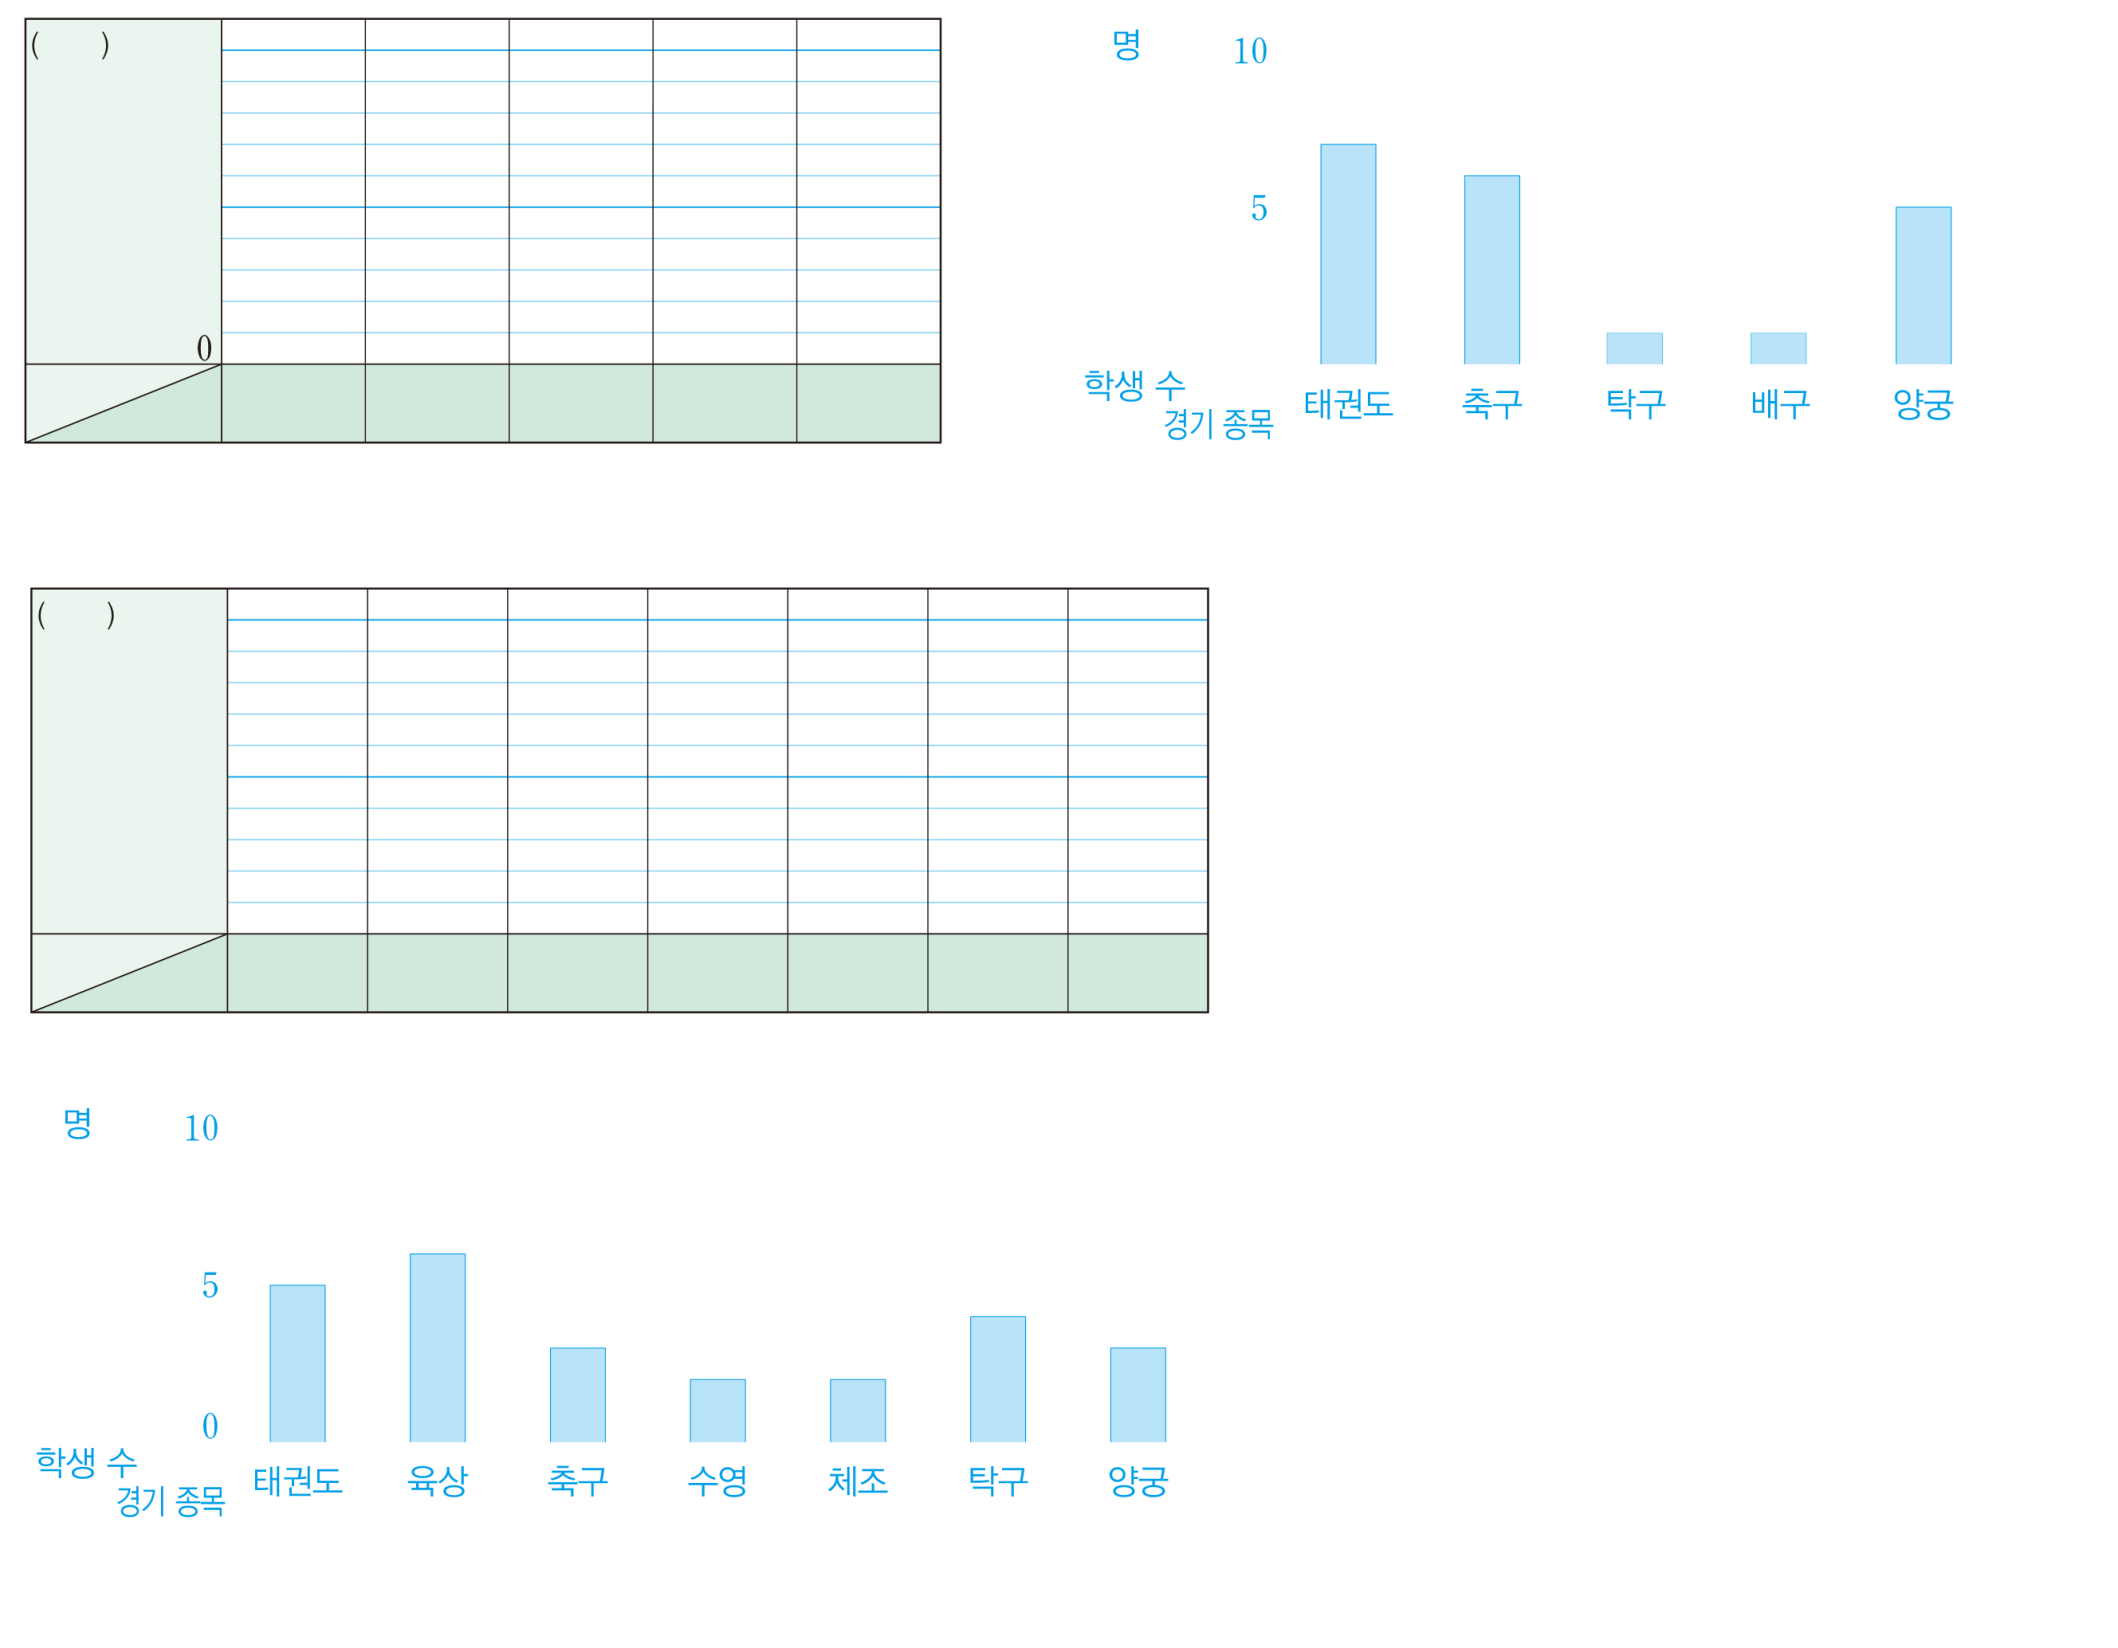 ( )
0
명 10
5
학생 수
경기 종목
태권도 축구 탁구 배구 양궁
( )
명 10
5
0
학생 수
경기 종목
태권도 육상 축구 수영 체조 탁구 양궁